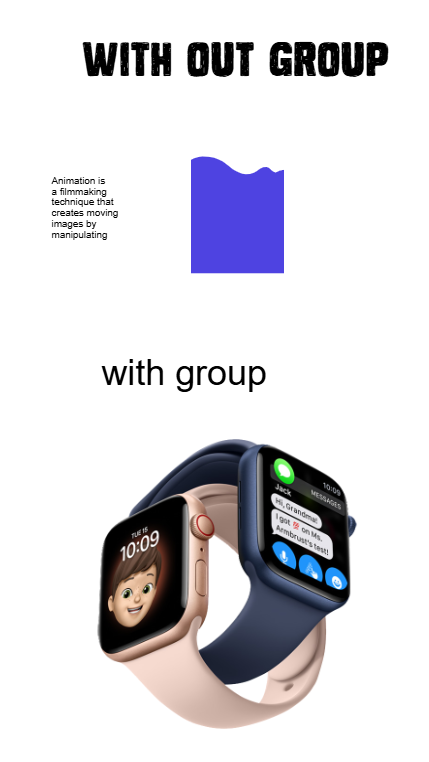 WITH OUT GROUP
Animation is
a filmmaking
technique that
creates moving
images by
manipulating
with group
10:09
MESSAGES
Jack
Hi, Grandma!
I got 💯 on Ms.
Armbrust's test!
TUE 15
10:09